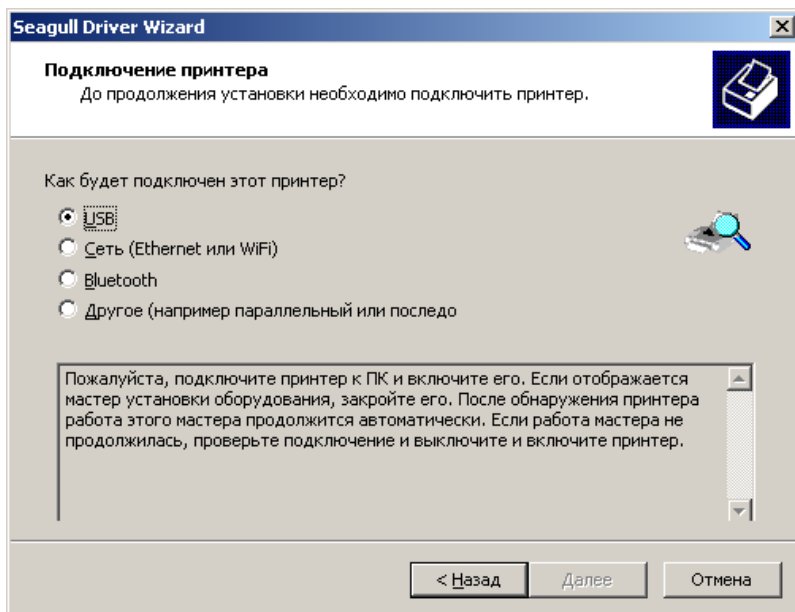 Seagull Driver Wizard
Подключение принтера
До продолжения установки необходимо подключить принтер.
Как будет подключен этот принтер?
USB
Сеть (Ethernet или WiFi)
Bluetooth
Другое (например параллельный или последо
Пожалуйста, подключите принтер к ПК и включите его. Если отображается
мастер установки оборудования, закройте его. После обнаружения принтера
работа этого мастера продолжится автоматически. Если работа мастера не
продолжилась, проверьте подключение и выключите и включите принтер.
< Назад
Далее
Отмена